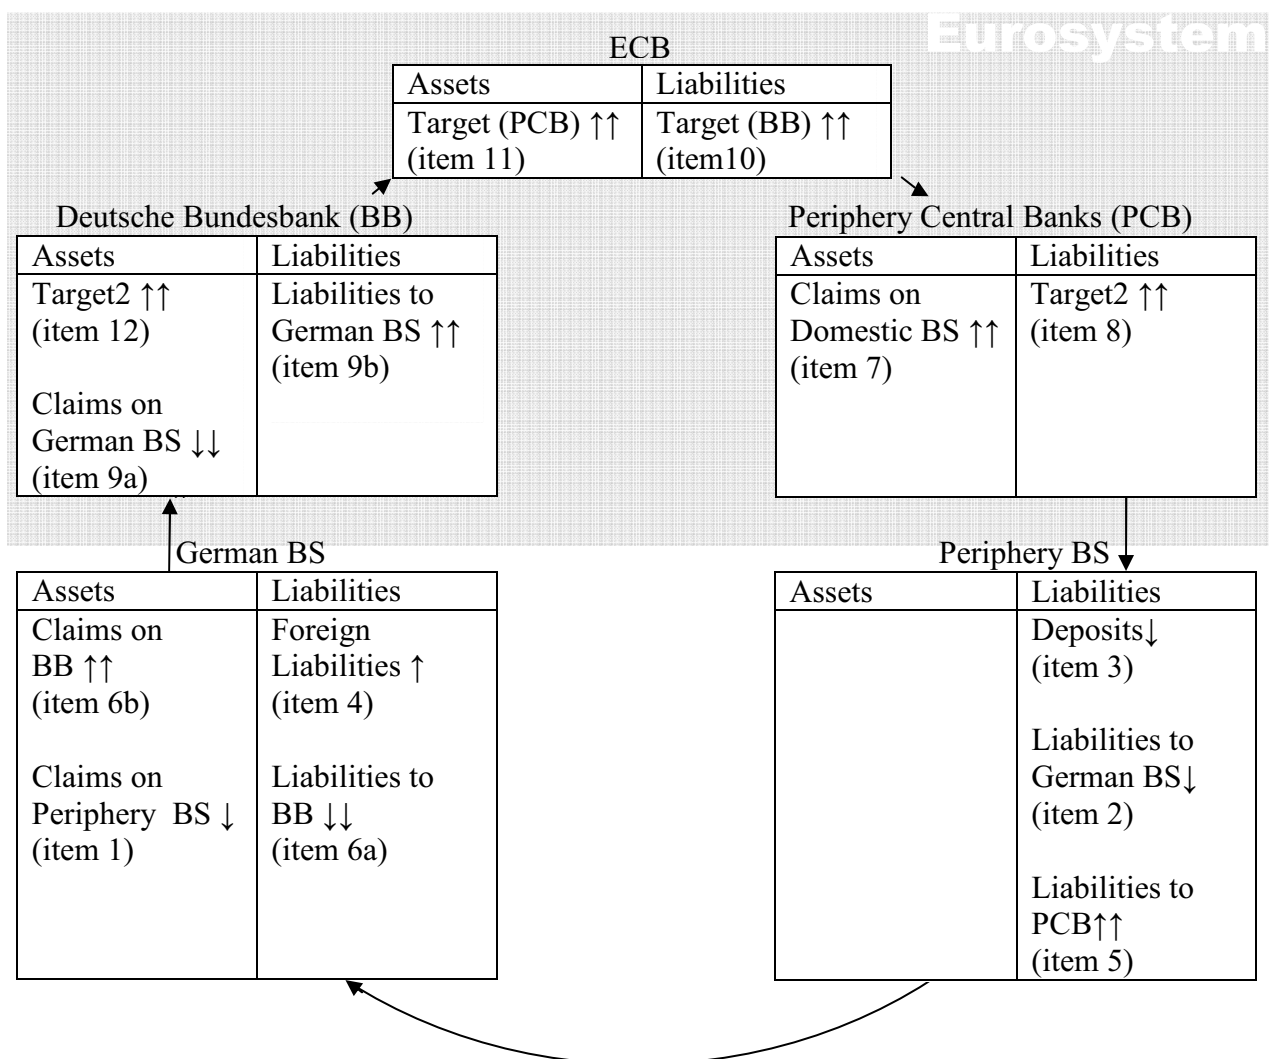 Eurosystem
ECB
Assets
Liabilities
Target (PCB) ↑↑
(item 11)
Target (BB) ↑↑
(item10)
Deutsche Bundesbank (BB)
Assets
Liabilities
Target2 ↑↑
(item 12)
Claims on
German BS ↓↓
(item 9a)
Liabilities to
German BS ↑↑
(item 9b)
Periphery Central Banks (PCB)
Assets
Liabilities
Claims on
Domestic BS ↑↑
(item 7)
Target2 ↑↑
(item 8)
German BS
Assets
Liabilities
Claims on
BB ↑↑
(item 6b)
Claims on
Periphery BS ↓
(item 1)
Foreign
Liabilities ↑
(item 4)
Liabilities to
BB ↓↓
(item 6a)
Periphery BS
Assets
Liabilities
Deposits↓
(item 3)
Liabilities to
German BS↓
(item 2)
Liabilities to
PCB↑↑
(item 5)